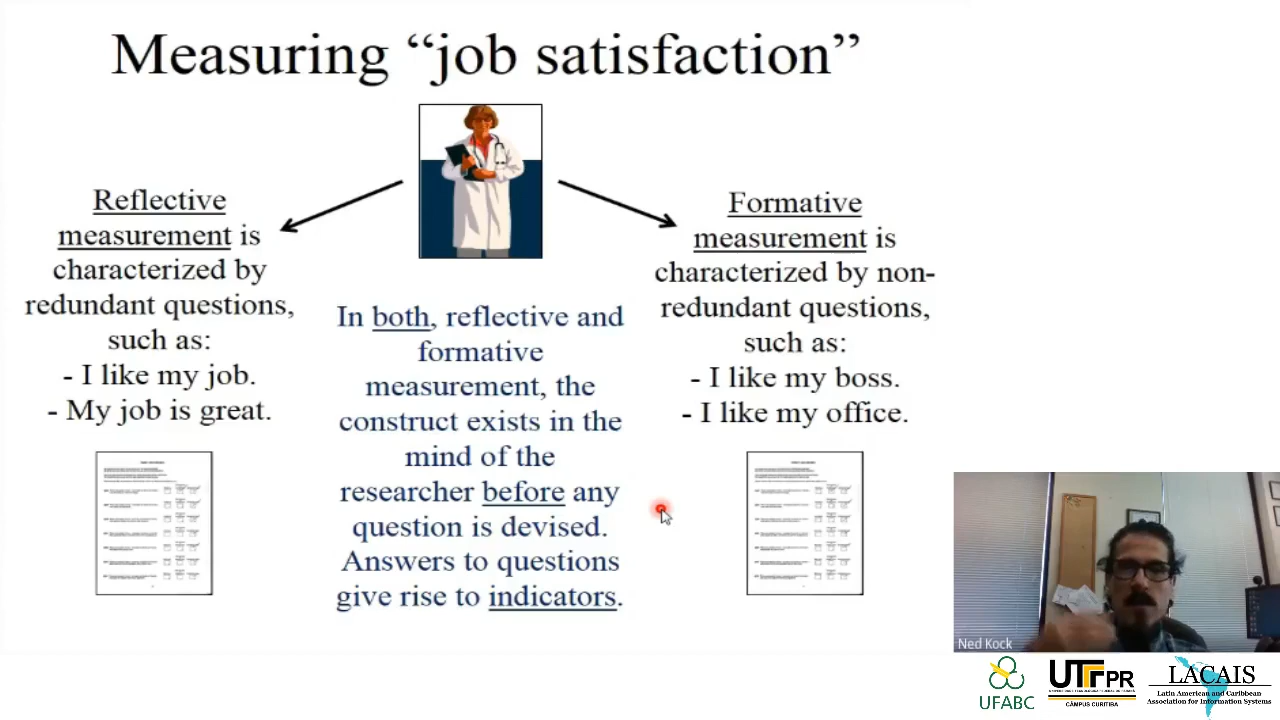 Measuring “job satisfaction”
Reflective
measurement is
characterized by
redundant questions,
such as:
- I like my job.
- My job is great.
In both, reflective and
formative
measurement, the
construct exists in the
mind of the
researcher before any
question is devised.
Answers to questions
give rise to indicators.
Formative
measurement is
characterized by non-
redundant questions,
such as:
- I like my boss.
- I like my office.
Ned Kock
UFABC
UTFPR
CÂMPUS CURITIBA
LACAIS
Latin American and Caribbean
Association for Information Systems